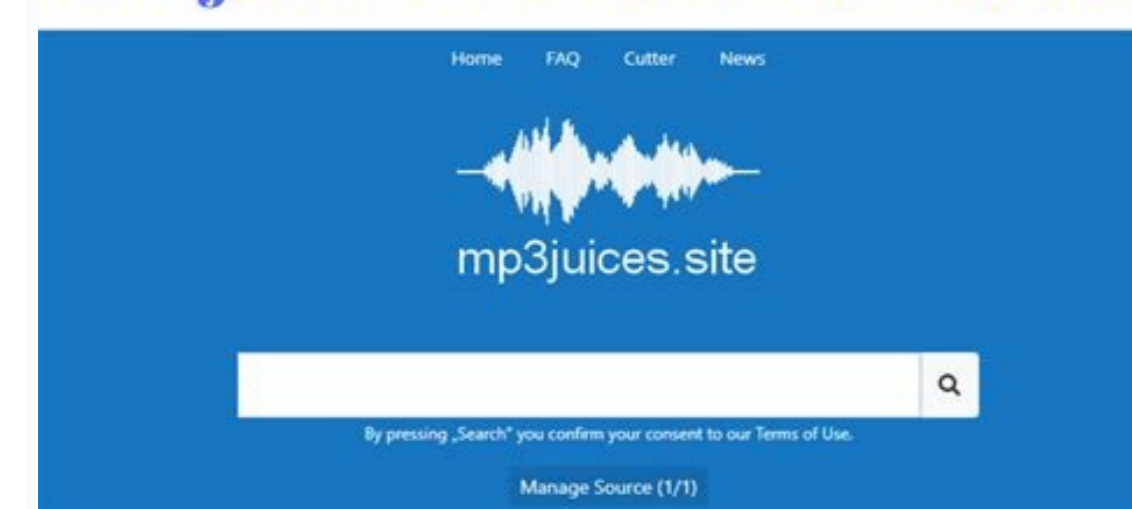 Home FAQ Cutter News
mp3juices.site
By pressing „Search“ you confirm your consent to our Terms of Use.
Manage Source (1/1)